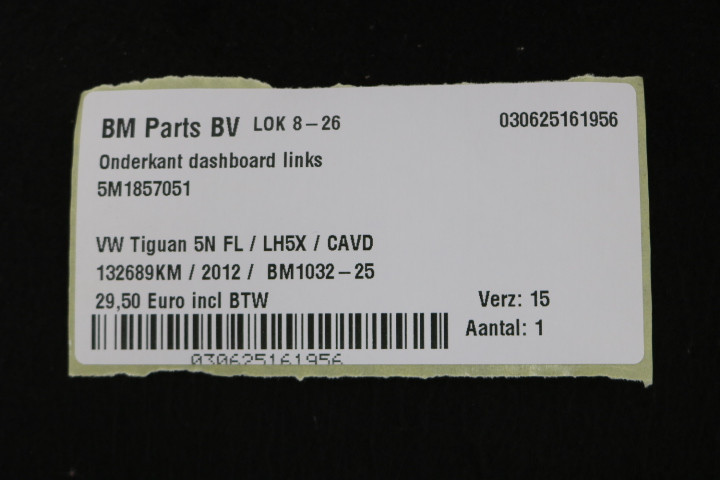 BM Parts BV LOK 8-26 030625161956
Onderkant dashboard links
5M1857051
VW Tiguan 5N FL / LH5X / CAVD
132689KM / 2012 / BM1032-25
29,50 Euro incl BTW Verz: 15
Aantal: 1
030625161956